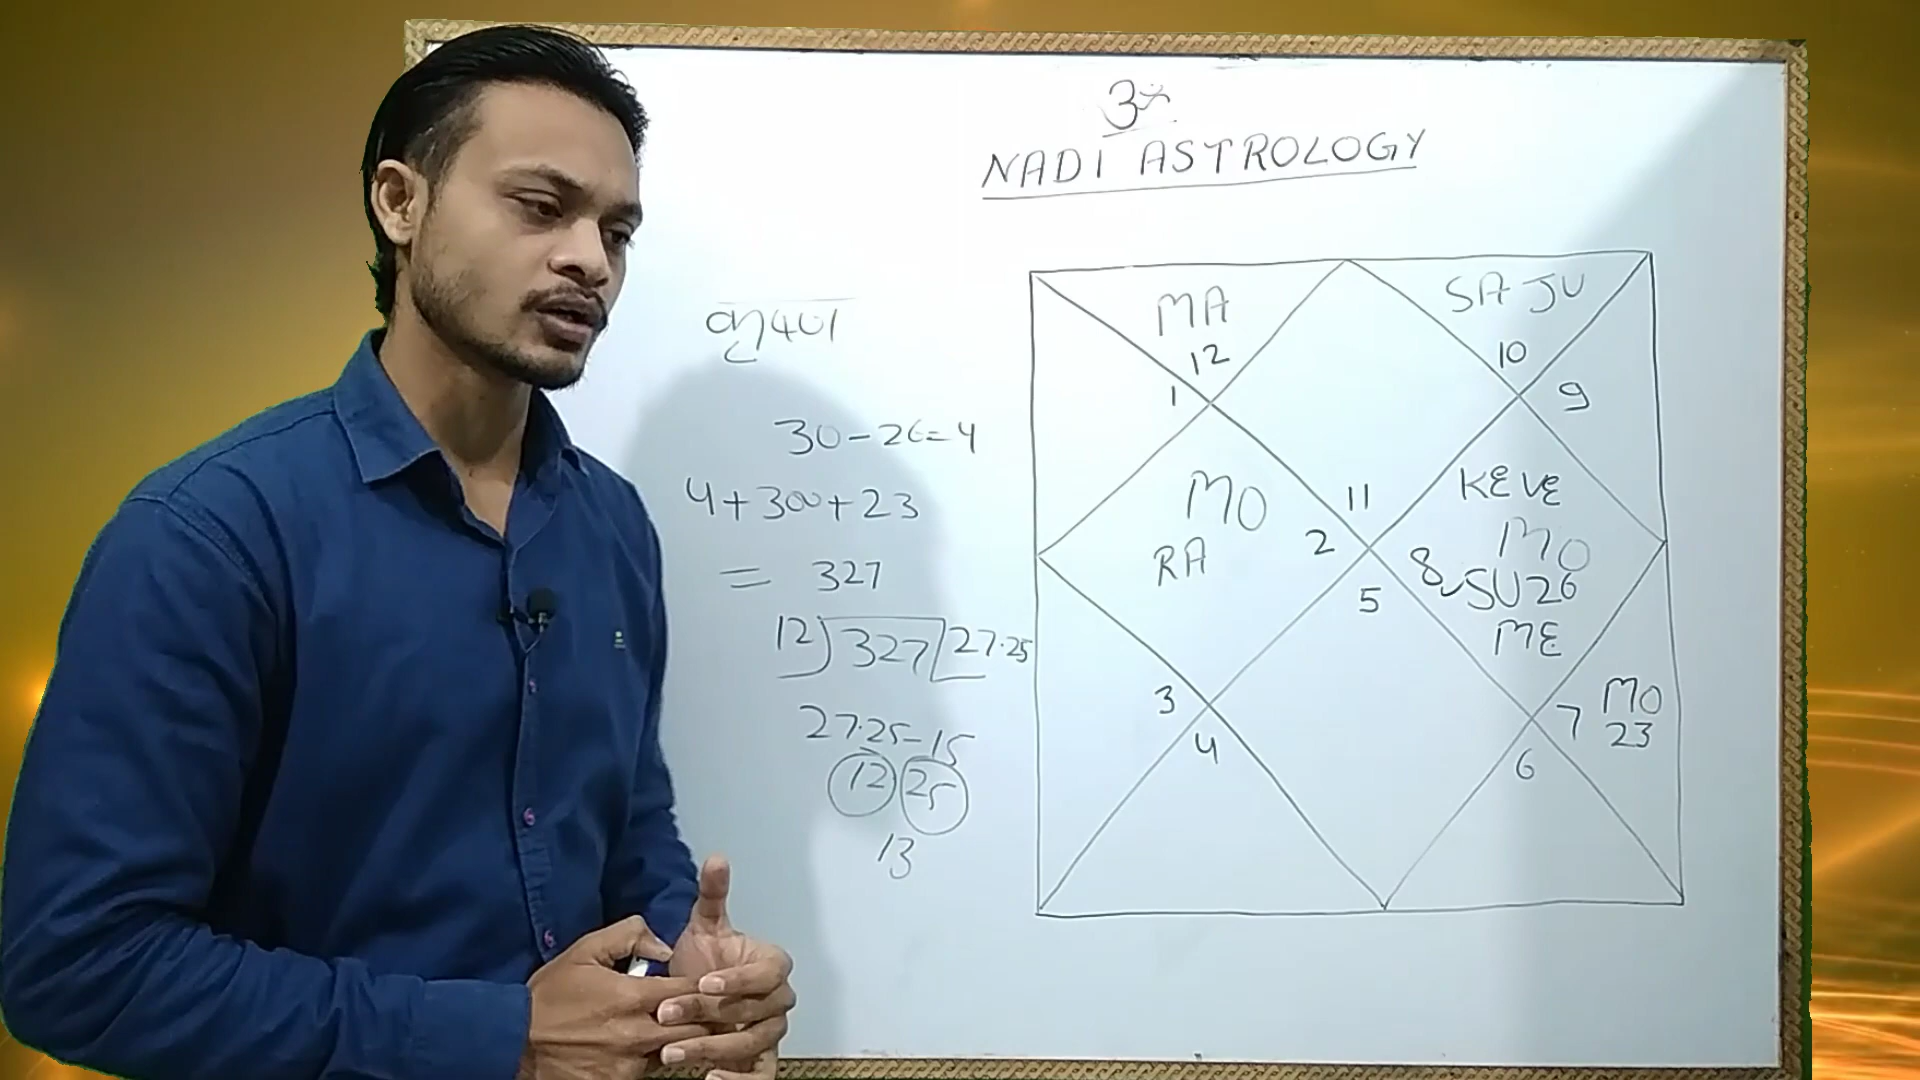 ૐ
NADI ASTROLOGY
30-26=4
4+300+23
= 327
12)327(27.25
27.25-15
12 25
13
MA
12
1
SA JU
10
9
MO
RA
2
11
KE VE
MO
8 SU 26
ME
5
3
4
7 MO
23
6